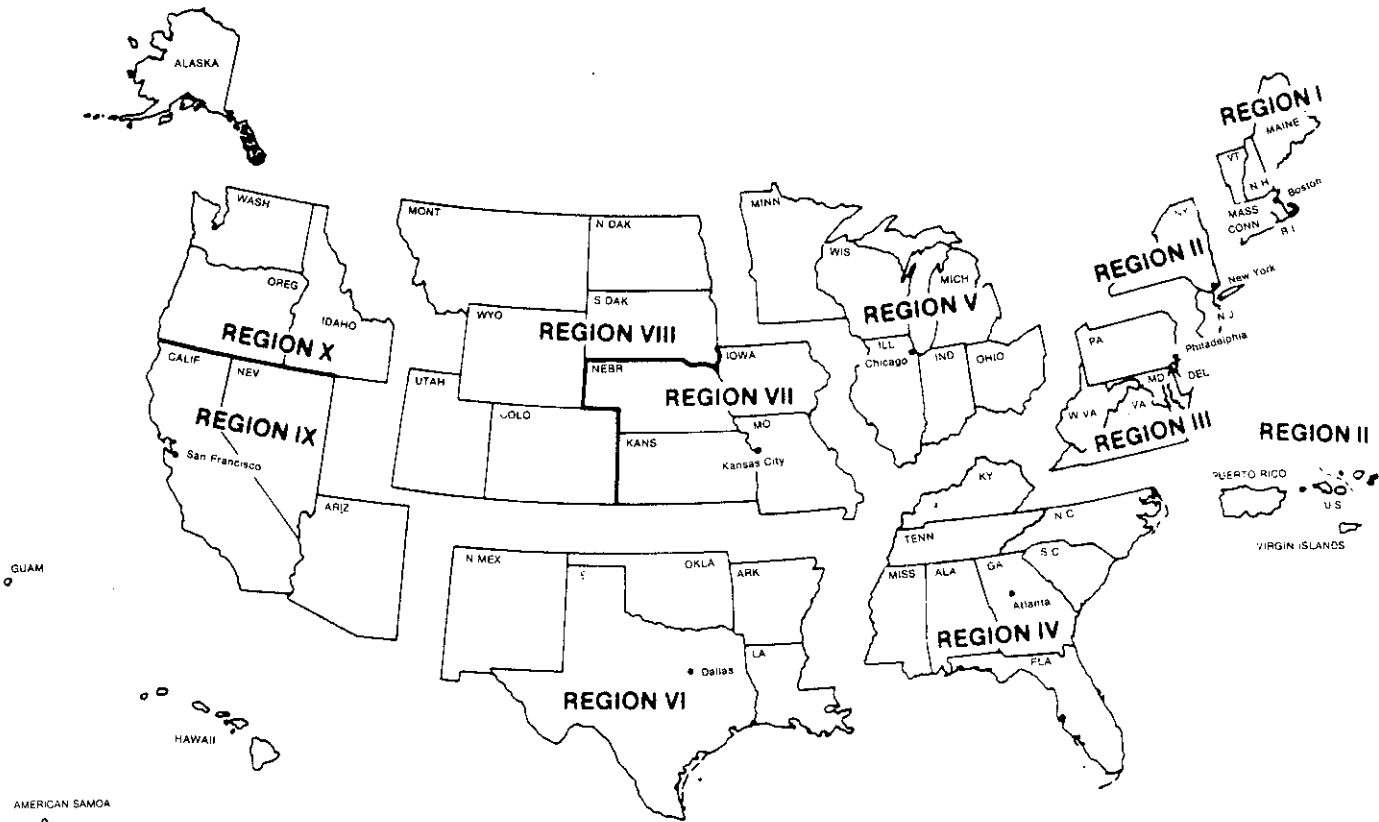 ALASKA
REGION I
MAINE
VT
N H
Boston
MASS
CONN
R I
WASH
MONT
N DAK
MINN
WIS
MICH
NY
REGION II
New York
N J
OREG
IDAHO
S DAK
WYO
REGION VIII
REGION V
REGION X
CALIF
NEV
UTAH
NEBR
IOWA
ILL
Chicago
IND
OHIO
PA
Philadelphia
MD
DEL
W VA
VA
REGION III
REGION VII
REGION IX
San Francisco
COLO
KANS
MO
Kansas City
KY
REGION II
PUERTO RICO
U S
VIRGIN ISLANDS
ARIZ
TENN
N C
S C
GUAM
N MEX
OKLA
ARK
MISS
ALA
GA
Atlanta
REGION IV
FLA
LA
Dallas
REGION VI
HAWAII
AMERICAN SAMOA